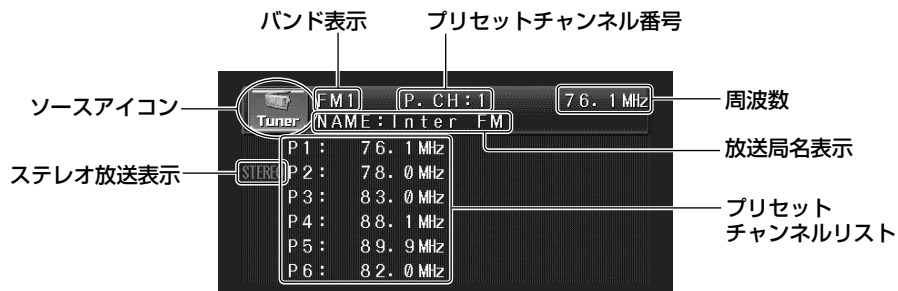 バンド表示
プリセットチャンネル番号
ソースアイコン
FM1
P.CH:1
76.1MHz
周波数
Tuner
NAME:Inter FM
放送局名表示
P1: 76.1MHz
ステレオ放送表示
STEREO
P2: 78.0MHz
P3: 83.0MHz
プリセット
チャンネルリスト
P4: 88.1MHz
P5: 89.9MHz
P6: 82.0MHz